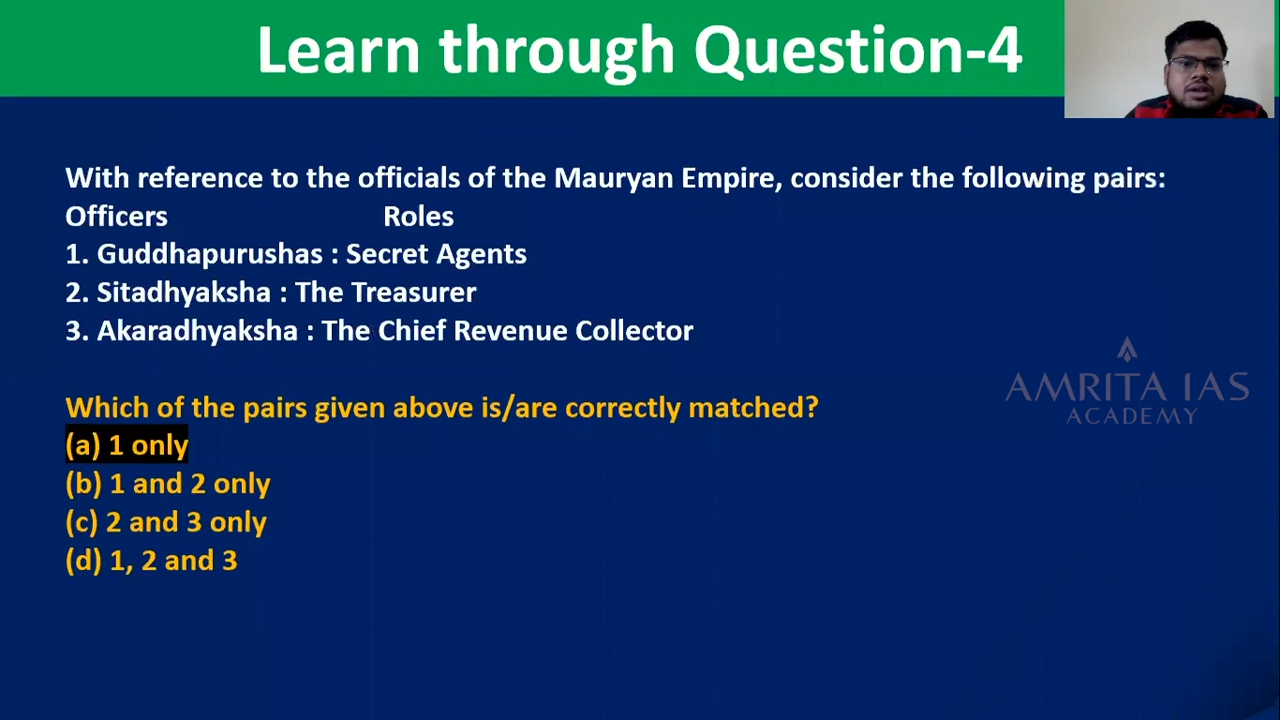 Learn through Question-4
With reference to the officials of the Mauryan Empire, consider the following pairs:
Officers Roles
1. Guddhapurushas : Secret Agents
2. Sitadhyaksha : The Treasurer
3. Akaradhyaksha : The Chief Revenue Collector
Which of the pairs given above is/are correctly matched?
(a) 1 only
(b) 1 and 2 only
(c) 2 and 3 only
(d) 1, 2 and 3
AMRITA IAS
ACADEMY